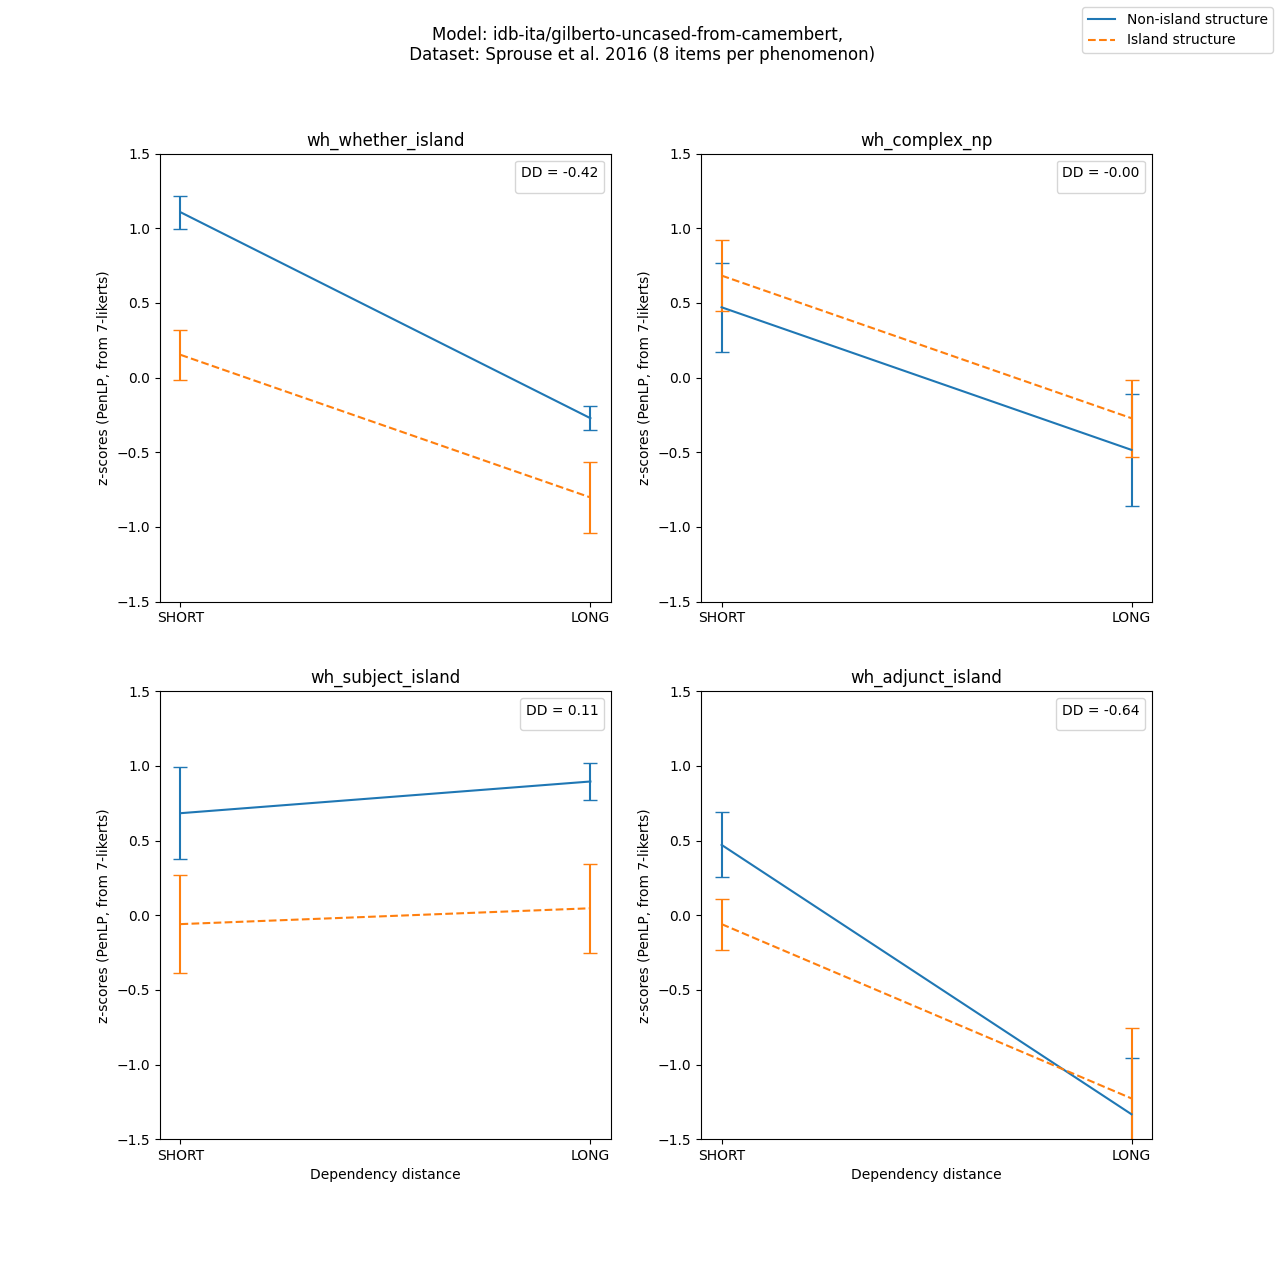 Model: idb-ita/gilberto-uncased-from-camembert,
Dataset: Sprouse et al. 2016 (8 items per phenomenon)
Non-island structure
Island structure
wh_whether_island
DD = -0.42
1.5
1.0
0.5
0.0
−0.5
−1.0
−1.5
z-scores (PenLP, from 7-likerts)
SHORT
LONG
wh_complex_np
DD = -0.00
1.5
1.0
0.5
0.0
−0.5
−1.0
−1.5
z-scores (PenLP, from 7-likerts)
SHORT
LONG
wh_subject_island
DD = 0.11
1.5
1.0
0.5
0.0
−0.5
−1.0
−1.5
z-scores (PenLP, from 7-likerts)
SHORT
LONG
Dependency distance
wh_adjunct_island
DD = -0.64
1.5
1.0
0.5
0.0
−0.5
−1.0
−1.5
z-scores (PenLP, from 7-likerts)
SHORT
LONG
Dependency distance